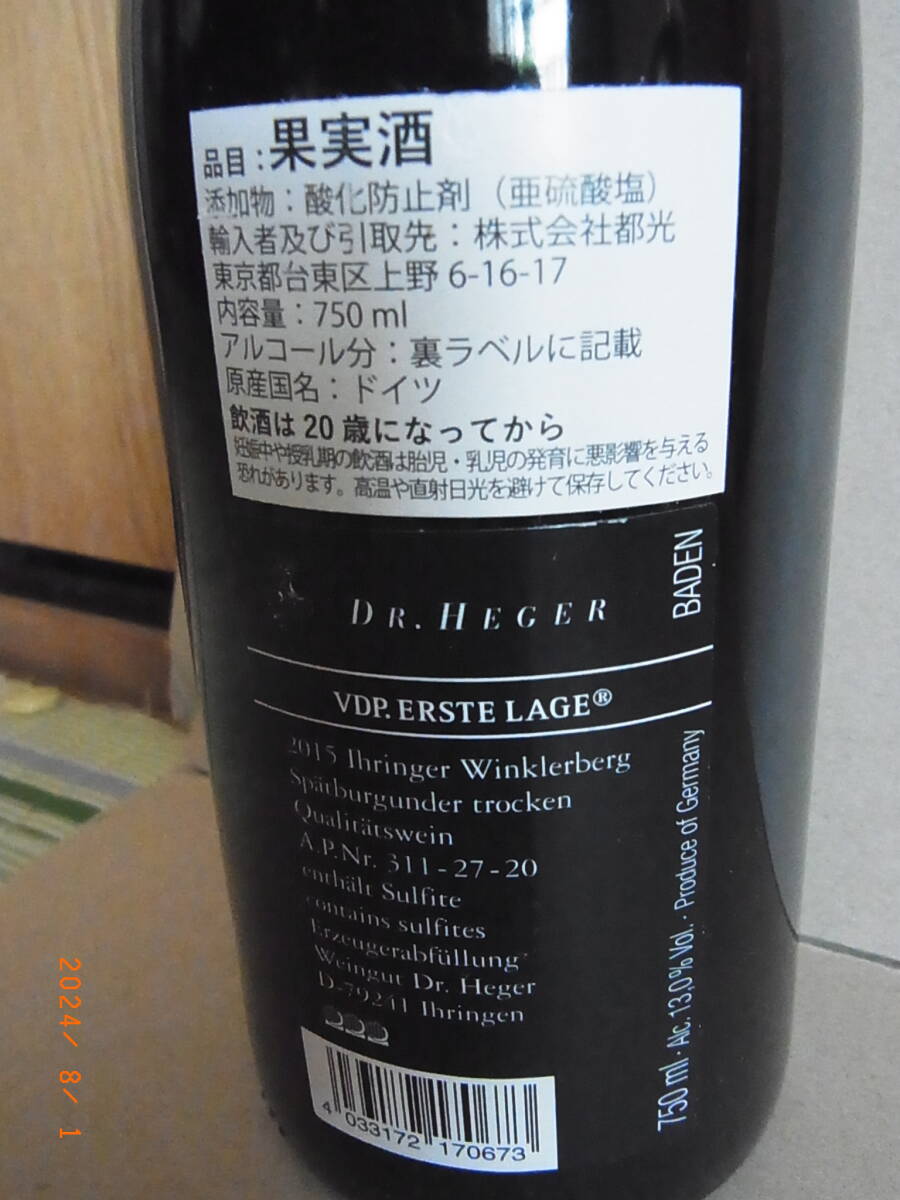 品目：果実酒
添加物：酸化防止剤（亜硫酸塩）
輸入者及び引取先：株式会社都光
東京都台東区上野 6-16-17
内容量：750 ml
アルコール分：裏ラベルに記載
原産国名：ドイツ
飲酒は 20 歳になってから
妊娠中や授乳期の飲酒は胎児・乳児の発育に悪影響を与える
恐れがあります。高温や直射日光を避けて保存してください。
DR. HEGER
BADEN
VDP. ERSTE LAGE®
2015 Ihringer Winklerberg
Spätburgunder trocken
Qualitätswein
A.P.Nr. 311-27-20
enthält Sulfite
contains sulfites
Erzeugerabfüllung
Weingut Dr. Heger
D-79241 Ihringen
222
750 ml · Alc. 13,0% Vol. · Produce of Germany
4 033172 170673
2024/ 8/ 1